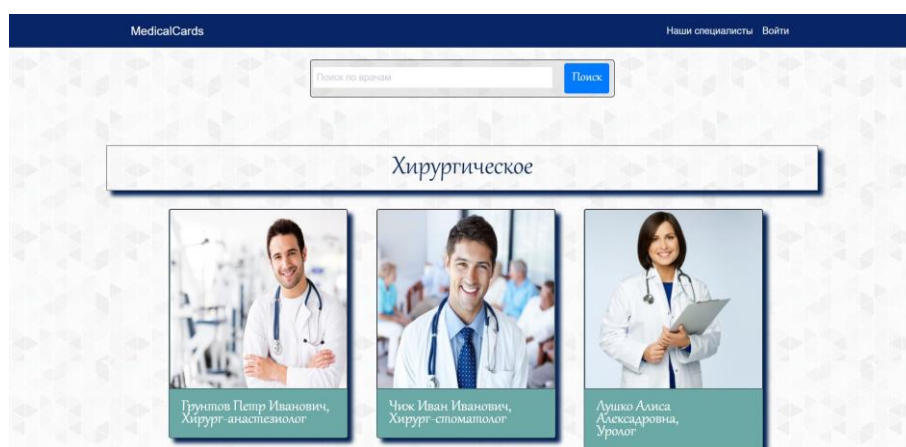 MedicalCards
Наши специалисты Войти
Поиск по врачам
Поиск
Хирургическое
Грунтов Петр Иванович,
Хирург-анастезиолог
Чиж Иван Иванович,
Хирург-стоматолог
Лушко Алиса
Алексадровна,
Уролог